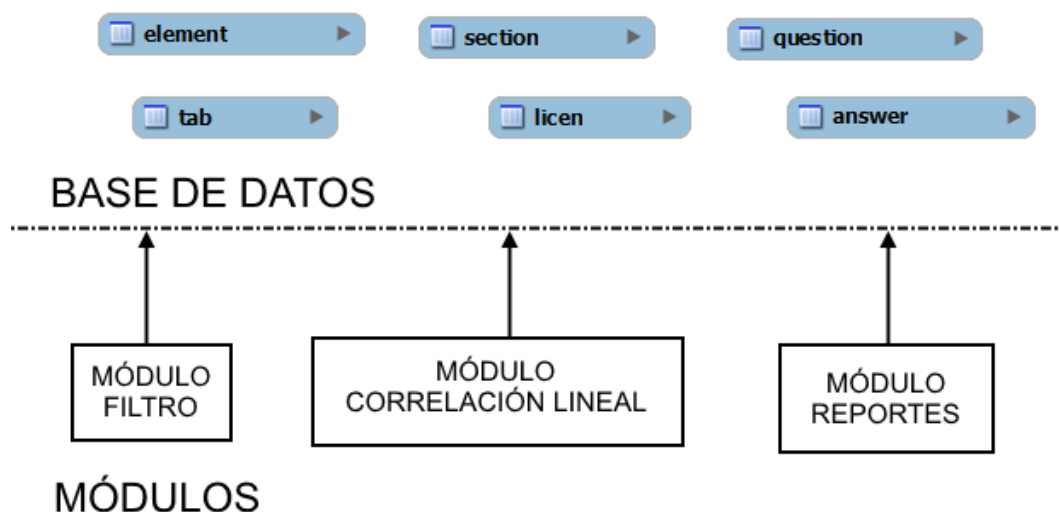 element
section
question
tab
licen
answer
BASE DE DATOS
MÓDULO
FILTRO
MÓDULO
CORRELACIÓN LINEAL
MÓDULO
REPORTES
MÓDULOS